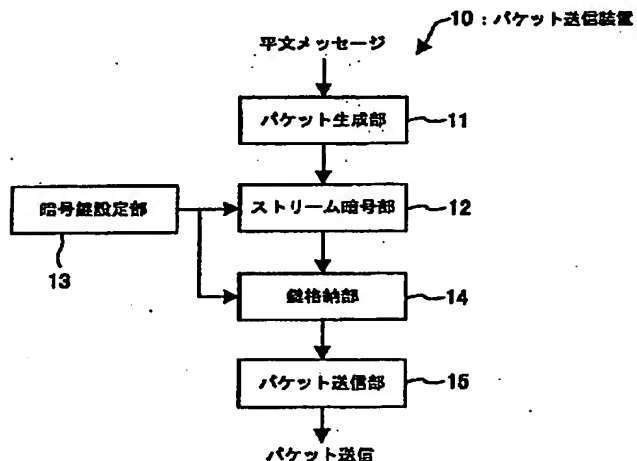 10：パケット送信装置
平文メッセージ
パケット生成部
11
暗号鍵設定部
13
ストリーム暗号部
12
鍵格納部
14
パケット送信部
15
パケット送信